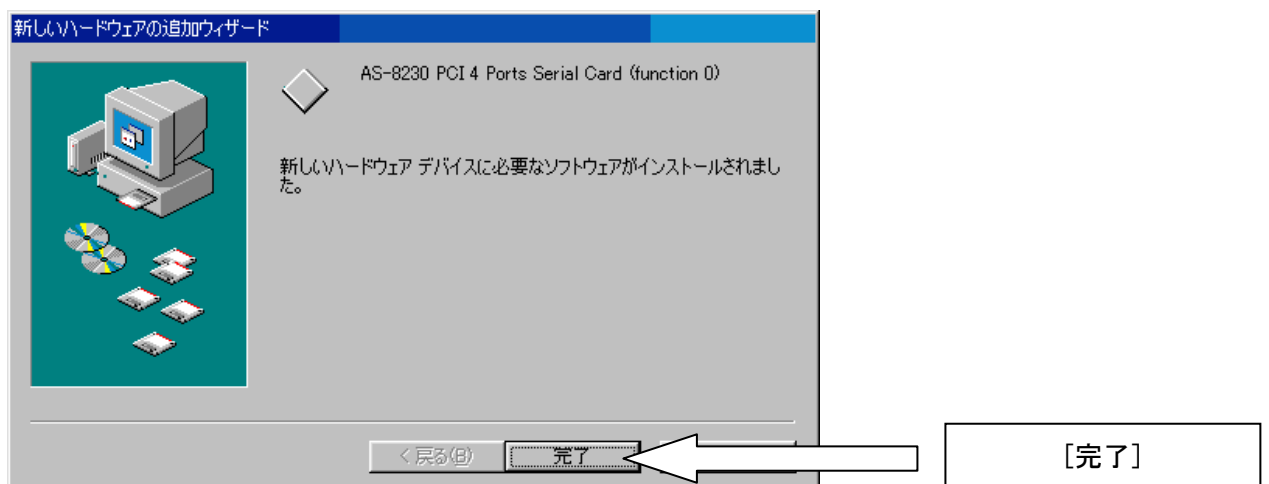 新しいハードウェアの追加ウィザード
AS-8230 PCI 4 Ports Serial Card (function 0)
新しいハードウェア デバイスに必要なソフトウェアがインストールされまし
た。
< 戻る(B)
完了
[完了]